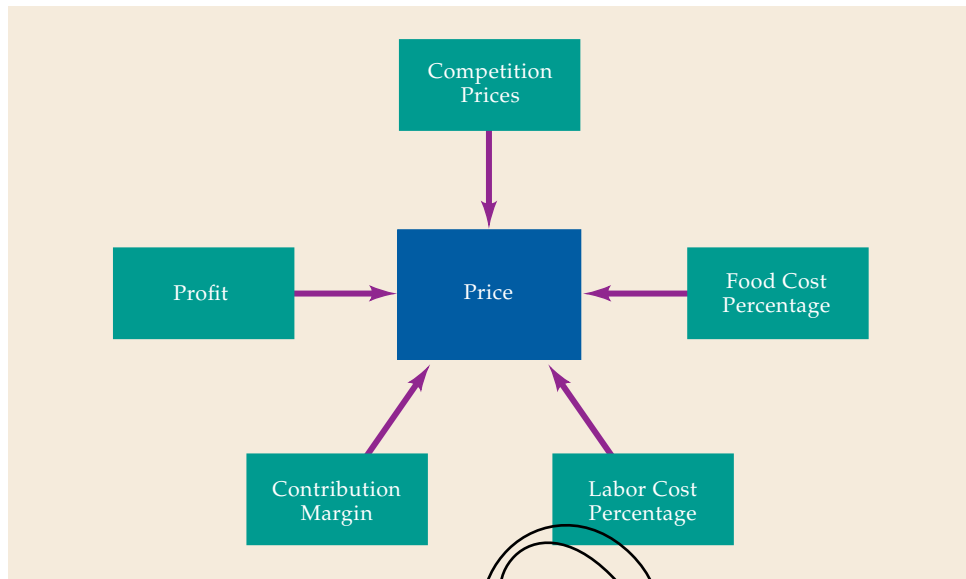 Competition
Prices
Profit
Price
Food Cost
Percentage
Contribution
Margin
Labor Cost
Percentage